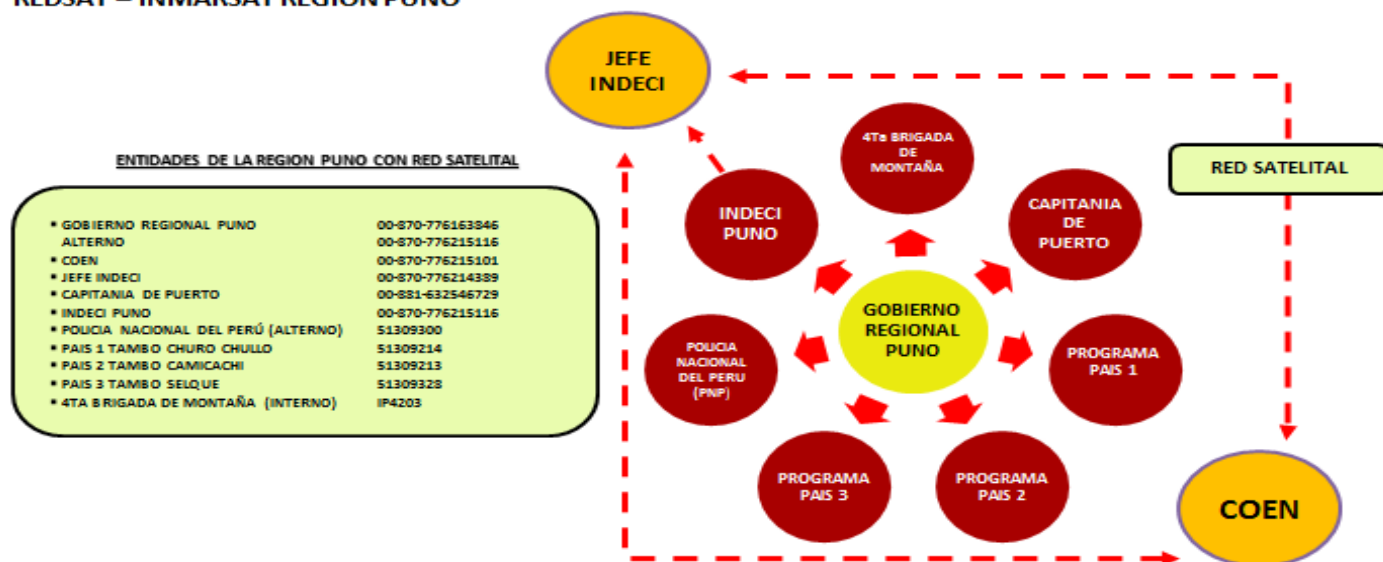 REDSAT – INMARSAT REGION PUNO
JEFE
INDECI
ENTIDADES DE LA REGION PUNO CON RED SATELITAL
▪ GOBIERNO REGIONAL PUNO 00-870-776163846
ALTERNO 00-870-776215116
▪ COEN 00-870-776215101
▪ JEFE INDECI 00-870-776214389
▪ CAPITANIA DE PUERTO 00-881-632546729
▪ INDECI PUNO 00-870-776215116
▪ POLICIA NACIONAL DEL PERÚ (ALTERNO) 51309300
▪ PAIS 1 TAMBO CHURO CHULLO 51309214
▪ PAIS 2 TAMBO CAMICACHI 51309213
▪ PAIS 3 TAMBO SELQUE 51309328
▪ 4TA BRIGADA DE MONTAÑA (INTERNO) IP4203
4Ta BRIGADA
DE
MONTAÑA
RED SATELITAL
INDECI
PUNO
CAPITANIA
DE
PUERTO
GOBIERNO
REGIONAL
PUNO
POLICIA
NACIONAL
DEL PERU
(PNP)
PROGRAMA
PAIS 1
PROGRAMA
PAIS 3
PROGRAMA
PAIS 2
COEN